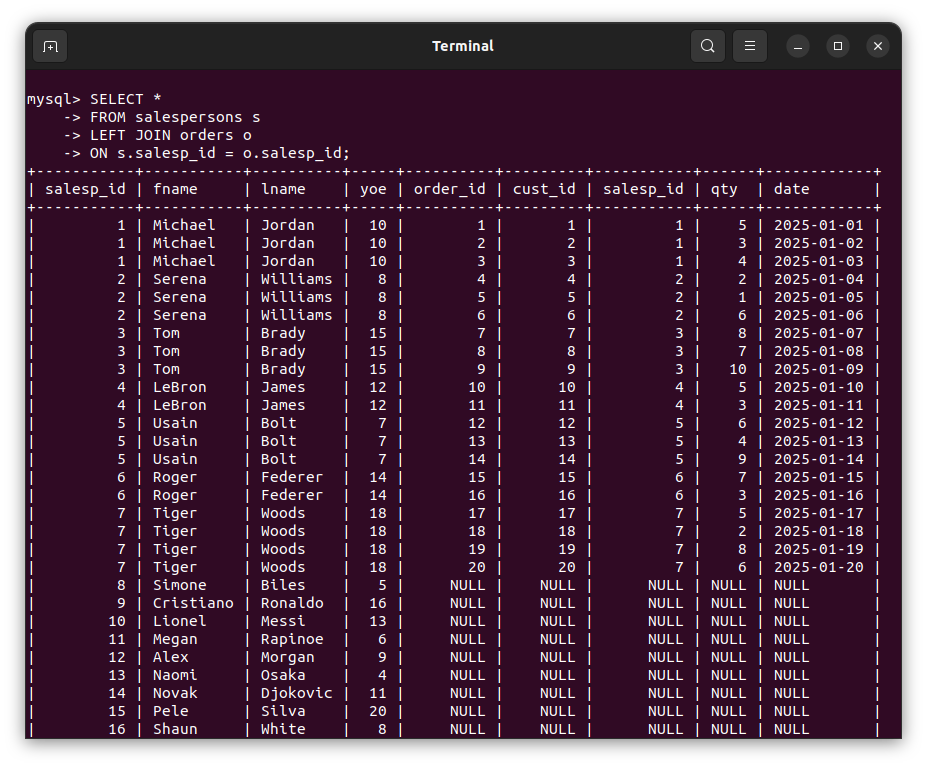 Terminal
mysql> SELECT *
    -> FROM salespersons s
    -> LEFT JOIN orders o
    -> ON s.salesp_id = o.salesp_id;
+-----------+-----------+----------+-----+----------+---------+-----------+------+------------+
| salesp_id | fname     | lname    | yoe | order_id | cust_id | salesp_id | qty  | date       |
+-----------+-----------+----------+-----+----------+---------+-----------+------+------------+
|         1 | Michael   | Jordan   |  10 |        1 |       1 |         1 |    5 | 2025-01-01 |
|         1 | Michael   | Jordan   |  10 |        2 |       2 |         1 |    3 | 2025-01-02 |
|         1 | Michael   | Jordan   |  10 |        3 |       3 |         1 |    4 | 2025-01-03 |
|         2 | Serena    | Williams |   8 |        4 |       4 |         2 |    2 | 2025-01-04 |
|         2 | Serena    | Williams |   8 |        5 |       5 |         2 |    1 | 2025-01-05 |
|         2 | Serena    | Williams |   8 |        6 |       6 |         2 |    6 | 2025-01-06 |
|         3 | Tom       | Brady    |  15 |        7 |       7 |         3 |    8 | 2025-01-07 |
|         3 | Tom       | Brady    |  15 |        8 |       8 |         3 |    7 | 2025-01-08 |
|         3 | Tom       | Brady    |  15 |        9 |       9 |         3 |   10 | 2025-01-09 |
|         4 | LeBron    | James    |  12 |       10 |      10 |         4 |    5 | 2025-01-10 |
|         4 | LeBron    | James    |  12 |       11 |      11 |         4 |    3 | 2025-01-11 |
|         5 | Usain     | Bolt     |   7 |       12 |      12 |         5 |    6 | 2025-01-12 |
|         5 | Usain     | Bolt     |   7 |       13 |      13 |         5 |    4 | 2025-01-13 |
|         5 | Usain     | Bolt     |   7 |       14 |      14 |         5 |    9 | 2025-01-14 |
|         6 | Roger     | Federer  |  14 |       15 |      15 |         6 |    7 | 2025-01-15 |
|         6 | Roger     | Federer  |  14 |       16 |      16 |         6 |    3 | 2025-01-16 |
|         7 | Tiger     | Woods    |  18 |       17 |      17 |         7 |    5 | 2025-01-17 |
|         7 | Tiger     | Woods    |  18 |       18 |      18 |         7 |    2 | 2025-01-18 |
|         7 | Tiger     | Woods    |  18 |       19 |      19 |         7 |    8 | 2025-01-19 |
|         7 | Tiger     | Woods    |  18 |       20 |      20 |         7 |    6 | 2025-01-20 |
|         8 | Simone    | Biles    |   5 |     NULL |    NULL |      NULL | NULL | NULL       |
|         9 | Cristiano | Ronaldo  |  16 |     NULL |    NULL |      NULL | NULL | NULL       |
|        10 | Lionel    | Messi    |  13 |     NULL |    NULL |      NULL | NULL | NULL       |
|        11 | Megan     | Rapinoe  |   6 |     NULL |    NULL |      NULL | NULL | NULL       |
|        12 | Alex      | Morgan   |   9 |     NULL |    NULL |      NULL | NULL | NULL       |
|        13 | Naomi     | Osaka    |   4 |     NULL |    NULL |      NULL | NULL | NULL       |
|        14 | Novak     | Djokovic |  11 |     NULL |    NULL |      NULL | NULL | NULL       |
|        15 | Pele      | Silva    |  20 |     NULL |    NULL |      NULL | NULL | NULL       |
|        16 | Shaun     | White    |   8 |     NULL |    NULL |      NULL | NULL | NULL       |